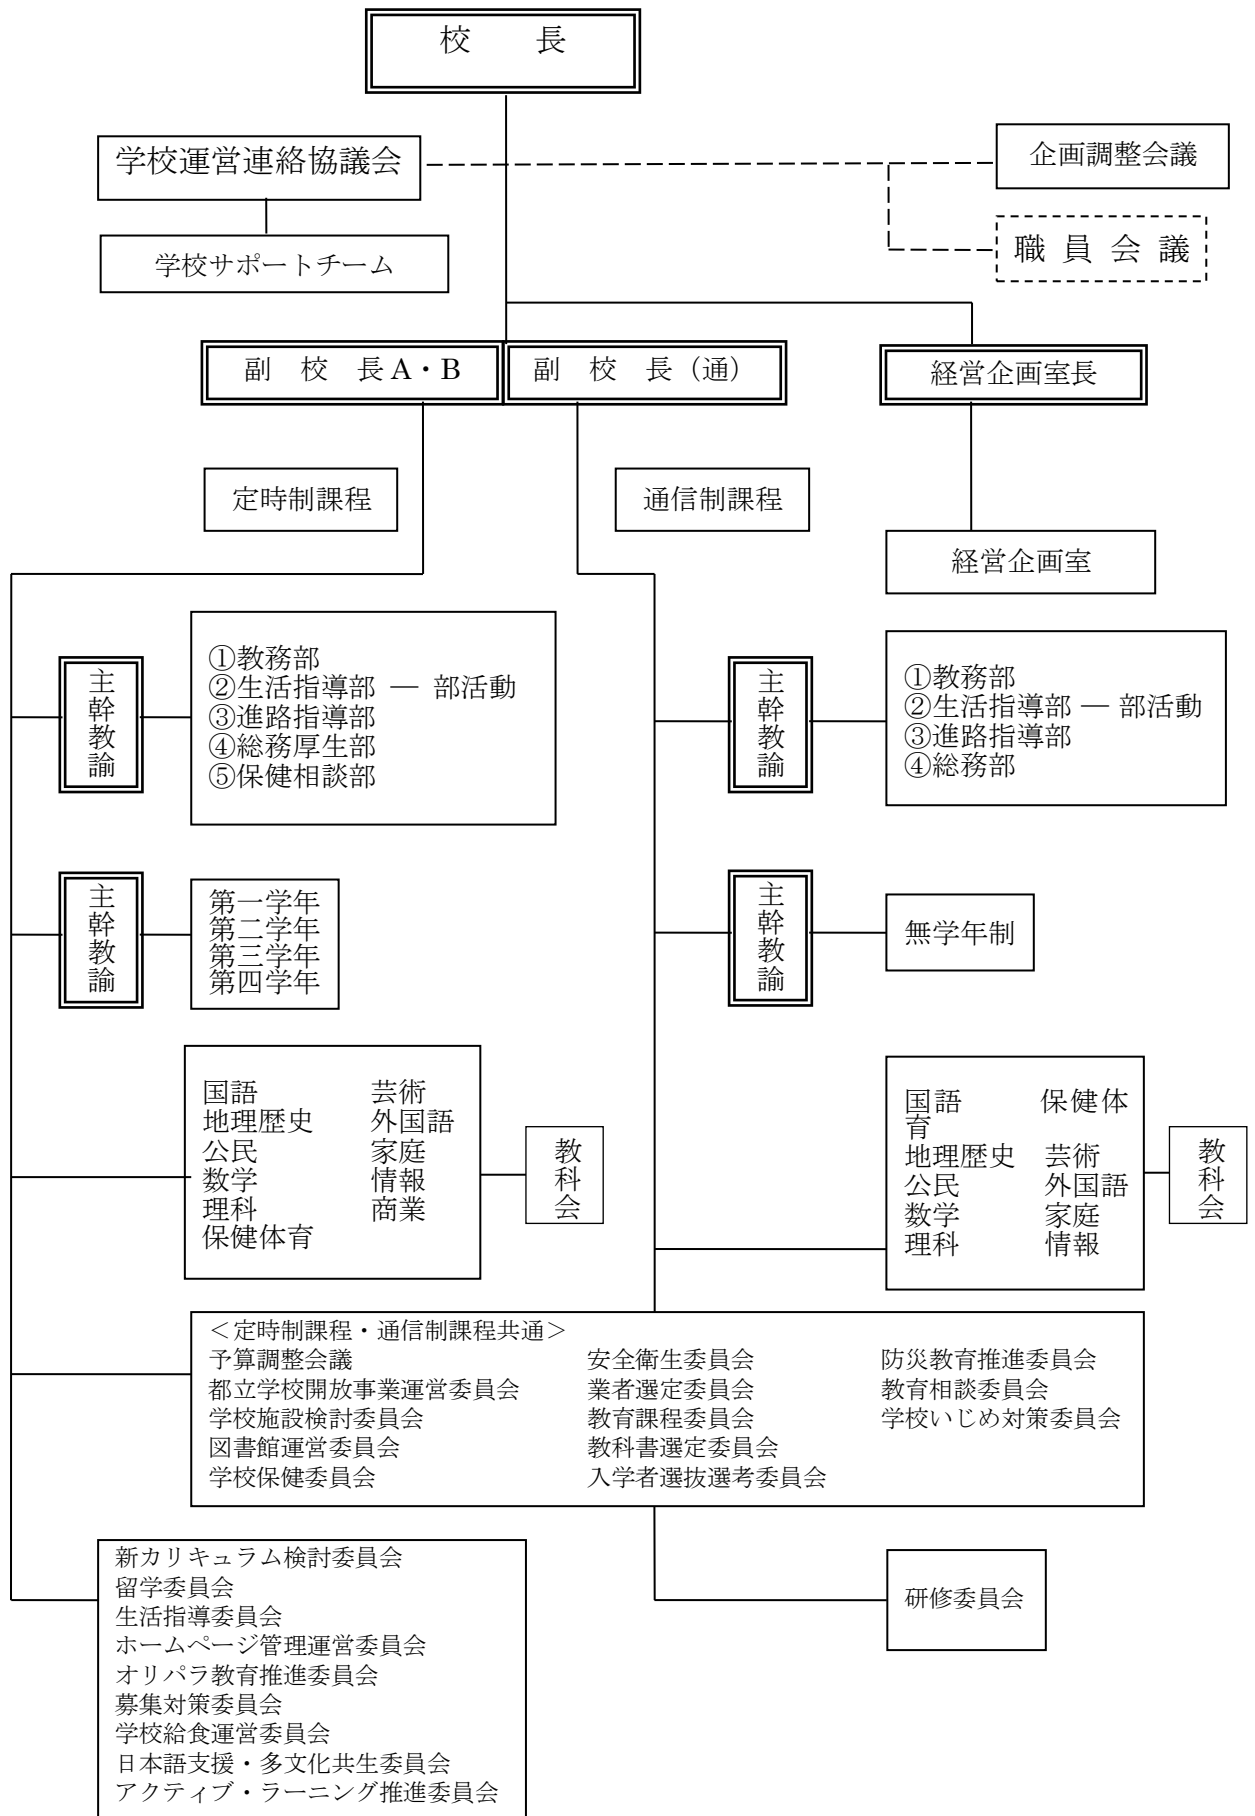 校　長
学校運営連絡協議会
企画調整会議
職 員 会 議
学校サポートチーム
副　校　長 A・B
副　校　長（通）
経営企画室長
定時制課程
通信制課程
経営企画室
主幹教諭
①教務部
②生活指導部 ― 部活動
③進路指導部
④総務厚生部
⑤保健相談部
主幹教諭
①教務部
②生活指導部 ― 部活動
③進路指導部
④総務部
主幹教諭
第一学年
第二学年
第三学年
第四学年
主幹教諭
無学年制
国語　芸術
地理歴史　外国語
公民　家庭
数学　情報
理科　商業
保健体育
教科会
国語　保健体
育
地理歴史　芸術
公民　外国語
数学　家庭
理科　情報
教科会
＜定時制課程・通信制課程共通＞
予算調整会議　安全衛生委員会　防災教育推進委員会
都立学校開放事業運営委員会　業者選定委員会　教育相談委員会
学校施設検討委員会　教育課程委員会　学校いじめ対策委員会
図書館運営委員会　教科書選定委員会
学校保健委員会　入学者選抜選考委員会
新カリキュラム検討委員会
留学委員会
生活指導委員会
ホームページ管理運営委員会
オリパラ教育推進委員会
募集対策委員会
学校給食運営委員会
日本語支援・多文化共生委員会
アクティブ・ラーニング推進委員会
研修委員会